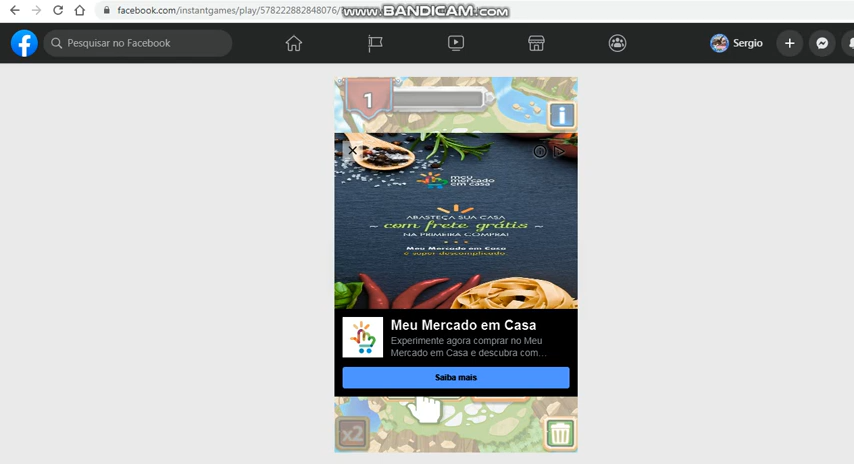 facebook.com/instantgames/play/578222882848076/
www.BANDICAM.com
Pesquisar no Facebook
Sergio
1
i
meu
mercado
em casa
ABASTEÇA SUA CASA
~ com frete grátis ~
NA PRIMEIRA COMPRA!
Meu Mercado em Casa
é super descomplicado.
Meu Mercado em Casa
Experimente agora comprar no Meu
Mercado em Casa e descubra com...
Saiba mais
x2